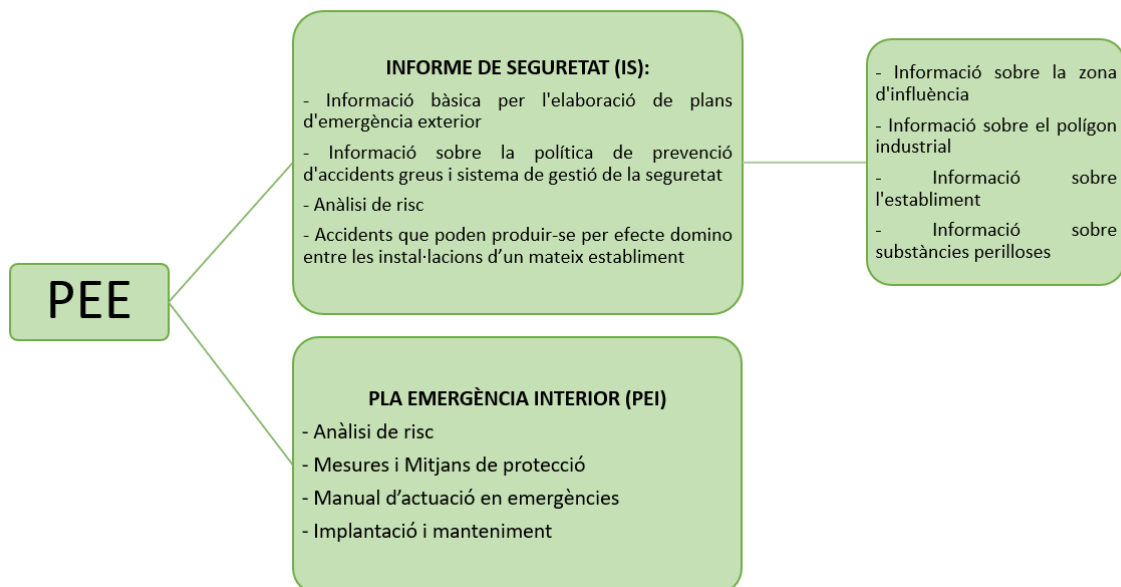 PEE
INFORME DE SEGURETAT (IS):
- Informació bàsica per l'elaboració de plans
d'emergència exterior
- Informació sobre la política de prevenció
d'accidents greus i sistema de gestió de la seguretat
- Anàlisi de risc
- Accidents que poden produir-se per efecte domino
entre les instal·lacions d’un mateix establiment
- Informació sobre la zona
d'influència
- Informació sobre el polígon
industrial
- Informació sobre
l'establiment
- Informació sobre
substàncies perilloses
PLA EMERGÈNCIA INTERIOR (PEI)
- Anàlisi de risc
- Mesures i Mitjans de protecció
- Manual d’actuació en emergències
- Implantació i manteniment